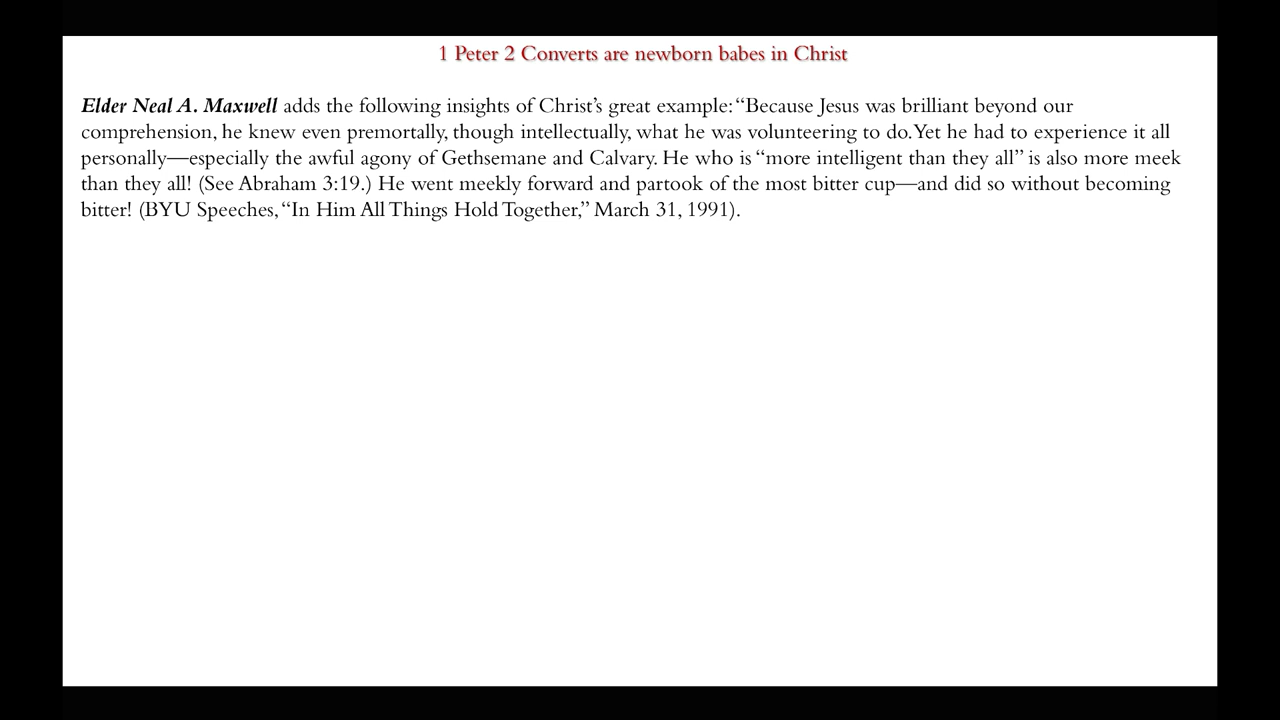 1 Peter 2 Converts are newborn babes in Christ
Elder Neal A. Maxwell adds the following insights of Christ’s great example: “Because Jesus was brilliant beyond our
comprehension, he knew even premortally, though intellectually, what he was volunteering to do. Yet he had to experience it all
personally—especially the awful agony of Gethsemane and Calvary. He who is “more intelligent than they all” is also more meek
than they all! (See Abraham 3:19.) He went meekly forward and partook of the most bitter cup—and did so without becoming
bitter! (BYU Speeches, “In Him All Things Hold Together,” March 31, 1991).